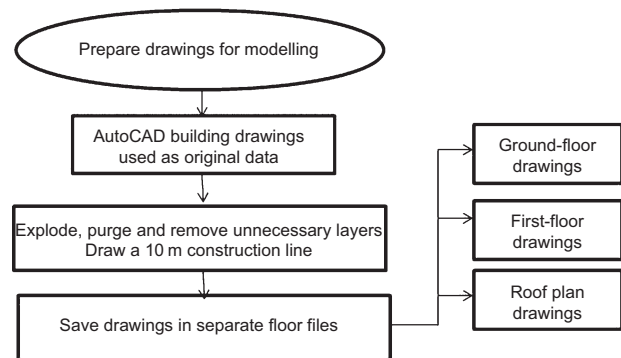 Prepare drawings for modelling
AutoCAD building drawings
used as original data
Explode, purge and remove unnecessary layers
Draw a 10 m construction line
Save drawings in separate floor files
Ground-floor
drawings
First-floor
drawings
Roof plan
drawings